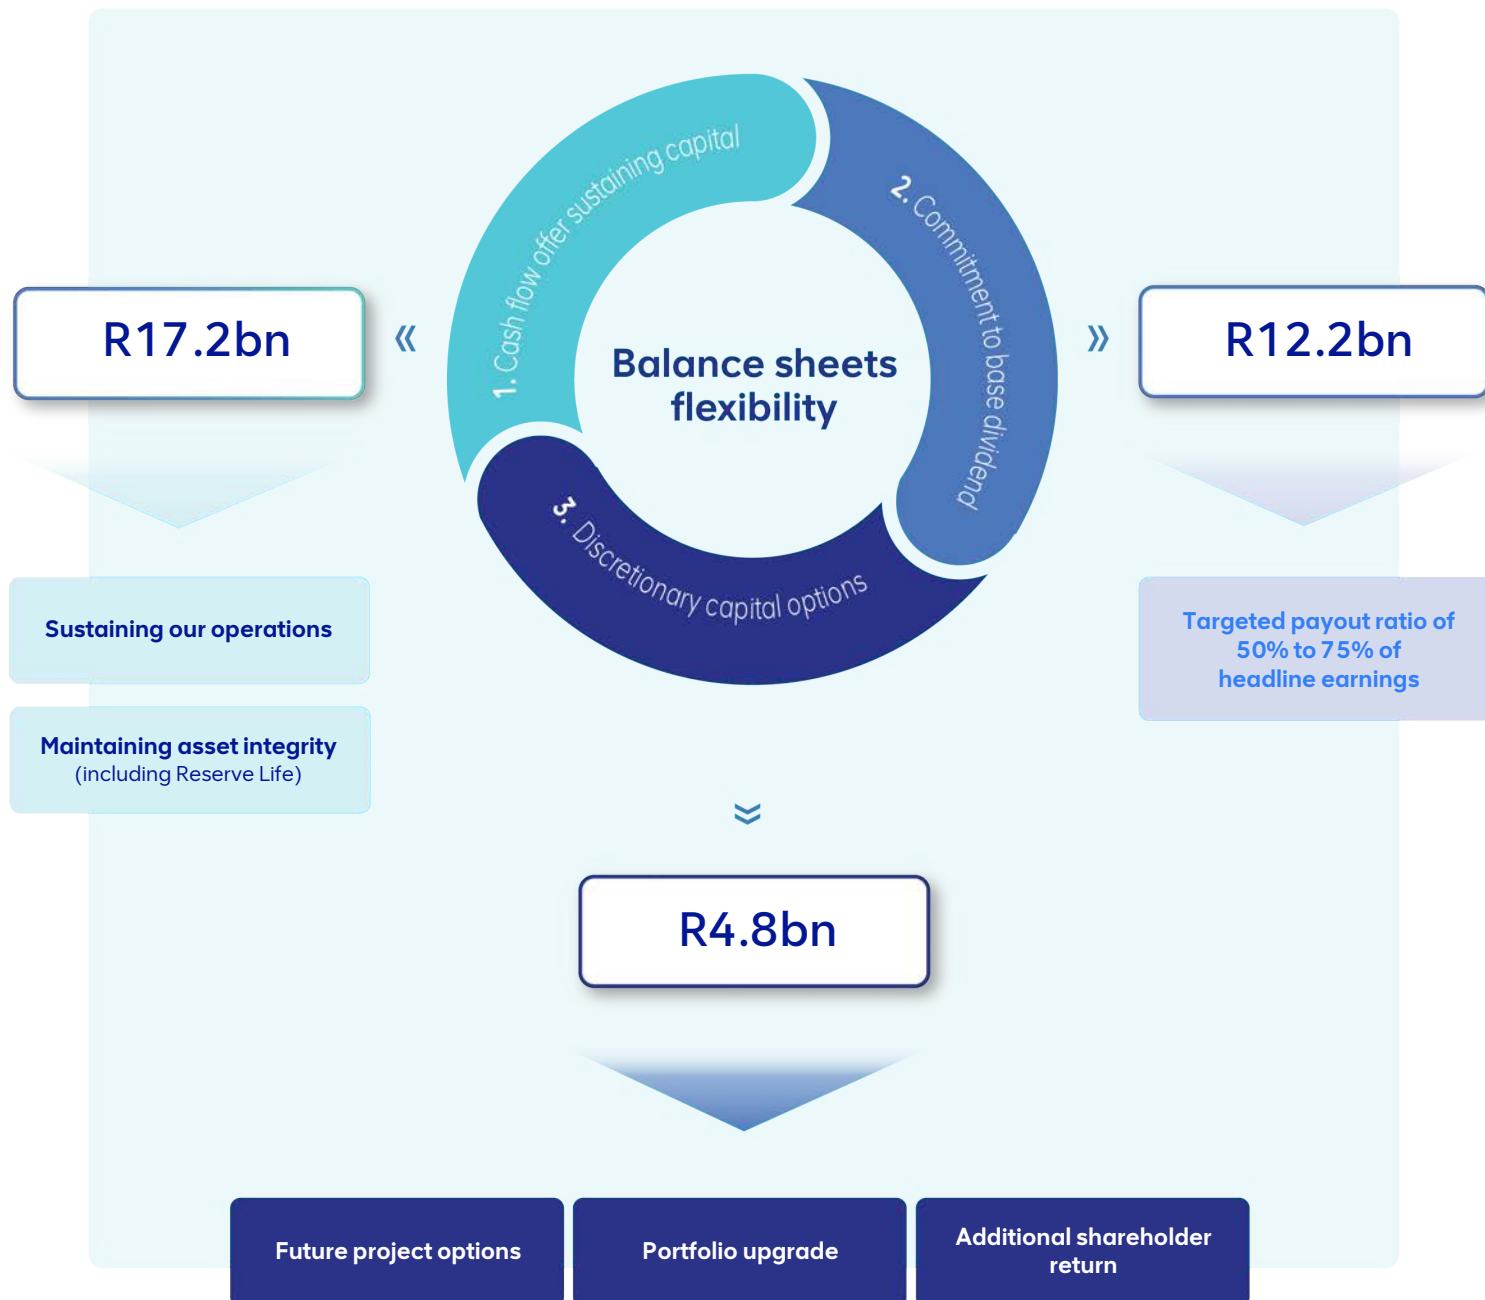 1. Cash flow offer sustaining capital
2. Commitment to base dividend
3. Discretionary capital options
Balance sheets
flexibility
R17.2bn
Sustaining our operations
Maintaining asset integrity
(including Reserve Life)
R12.2bn
Targeted payout ratio of
50% to 75% of
headline earnings
R4.8bn
Future project options
Portfolio upgrade
Additional shareholder
return